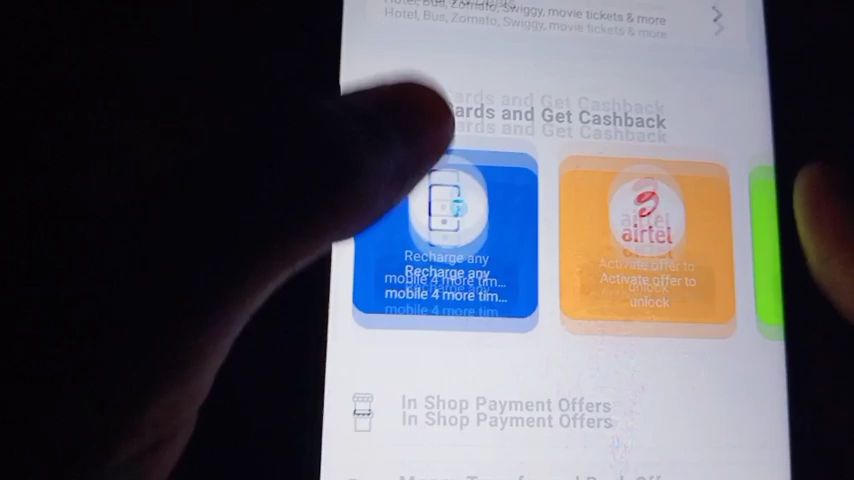 Hotel, Bus, Zomato, Swiggy, movie tickets & more
ards and Get Cashback
Recharge any
mobile 4 more tim...
airtel
Activate offer to
unlock
In Shop Payment Offers